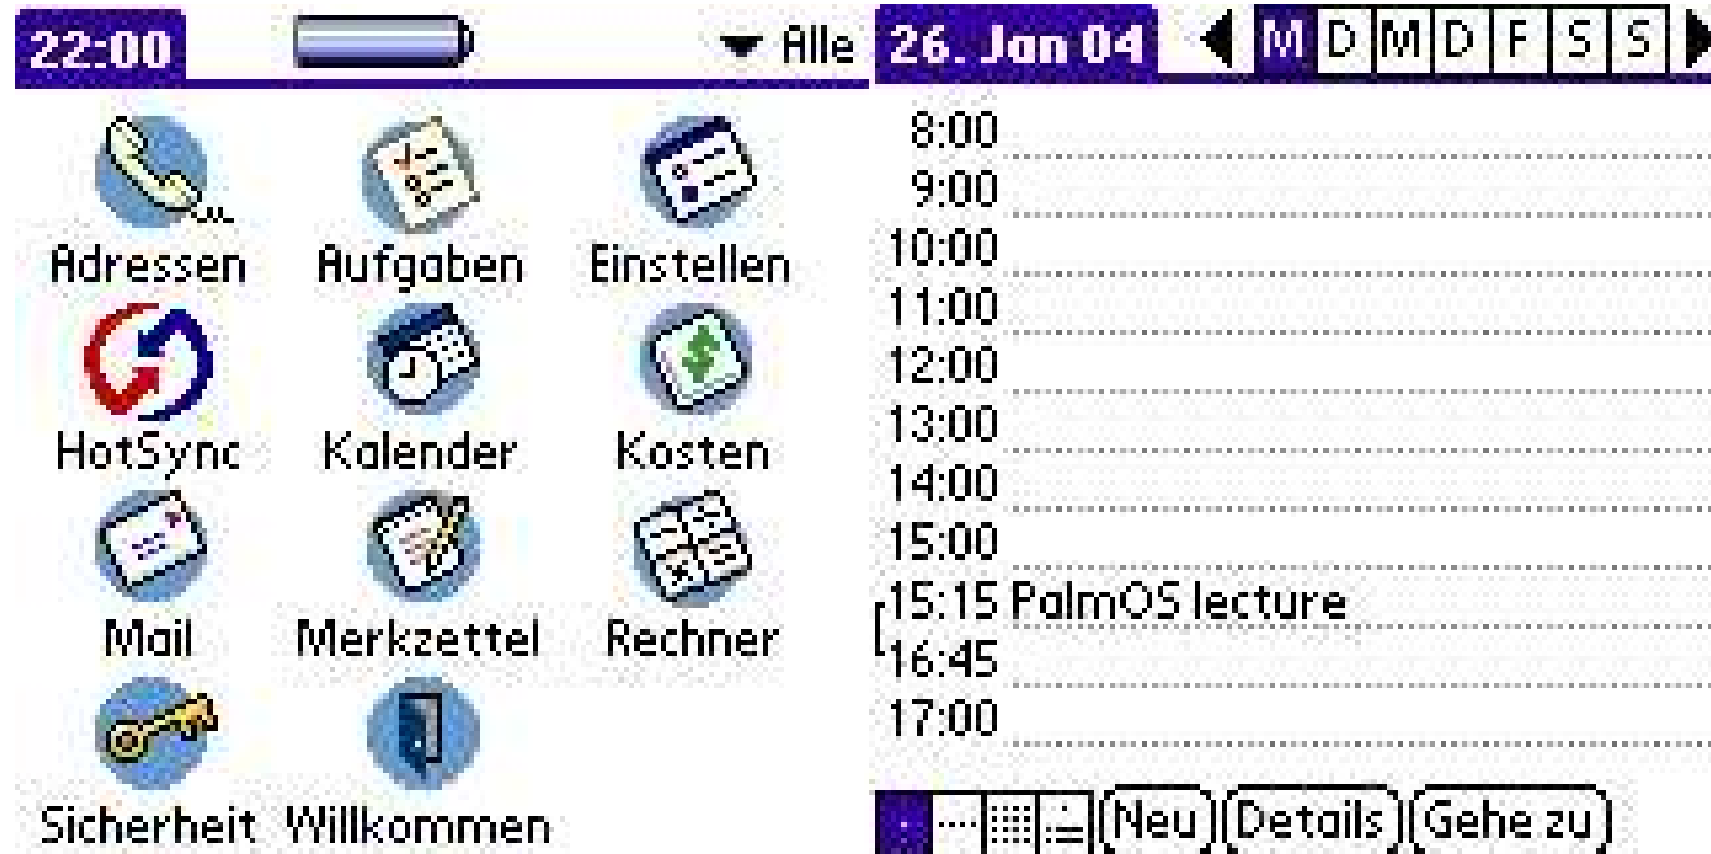 22:00 Alle
Adressen Aufgaben Einstellen
HotSync Kalender Kosten
Mail Merkzettel Rechner
Sicherheit Willkommen
26. Jan 04 M D M D F S S
8:00
9:00
10:00
11:00
12:00
13:00
14:00
15:00
15:15 PalmOS lecture
16:45
17:00
Neu Details Gehe zu